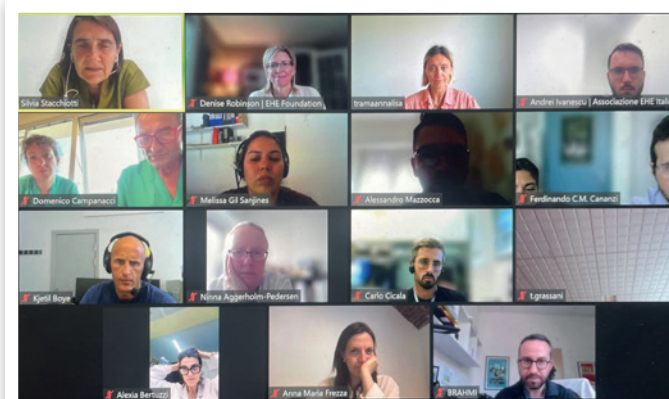 Silvia Stacchiotti
Denise Robinson | EHE Foundation
tramaannalisa
Andrei Ivanescu | Associazione EHE Itali
Domenico Campanacci
Melissa Gil Sanjines
Alessandro Mazzocca
Ferdinando C.M. Cananzi
Kjetil Boye
Ninna Aggerholm-Pedersen
Carlo Cicala
t.grassani
Alexia Bertuzzi
Anna Maria Frezza
BRAHMI